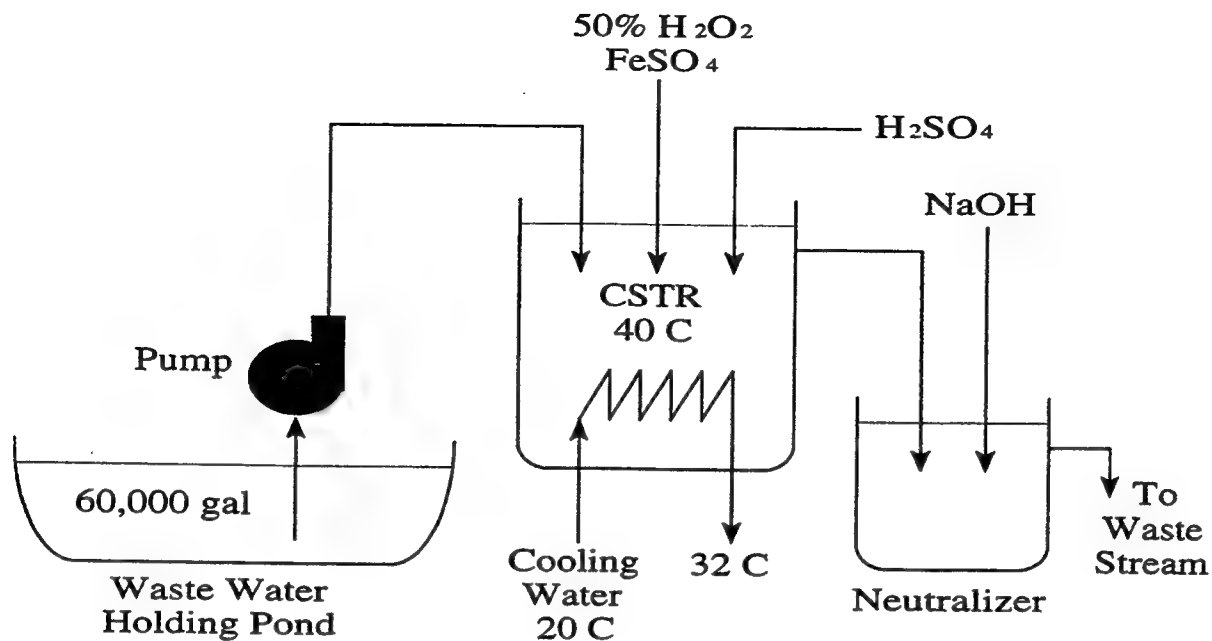 50% H₂O₂
FeSO₄
H₂SO₄
NaOH
CSTR
40 C
Pump
60,000 gal
Waste Water
Holding Pond
Cooling
Water
20 C
32 C
Neutralizer
To
Waste
Stream